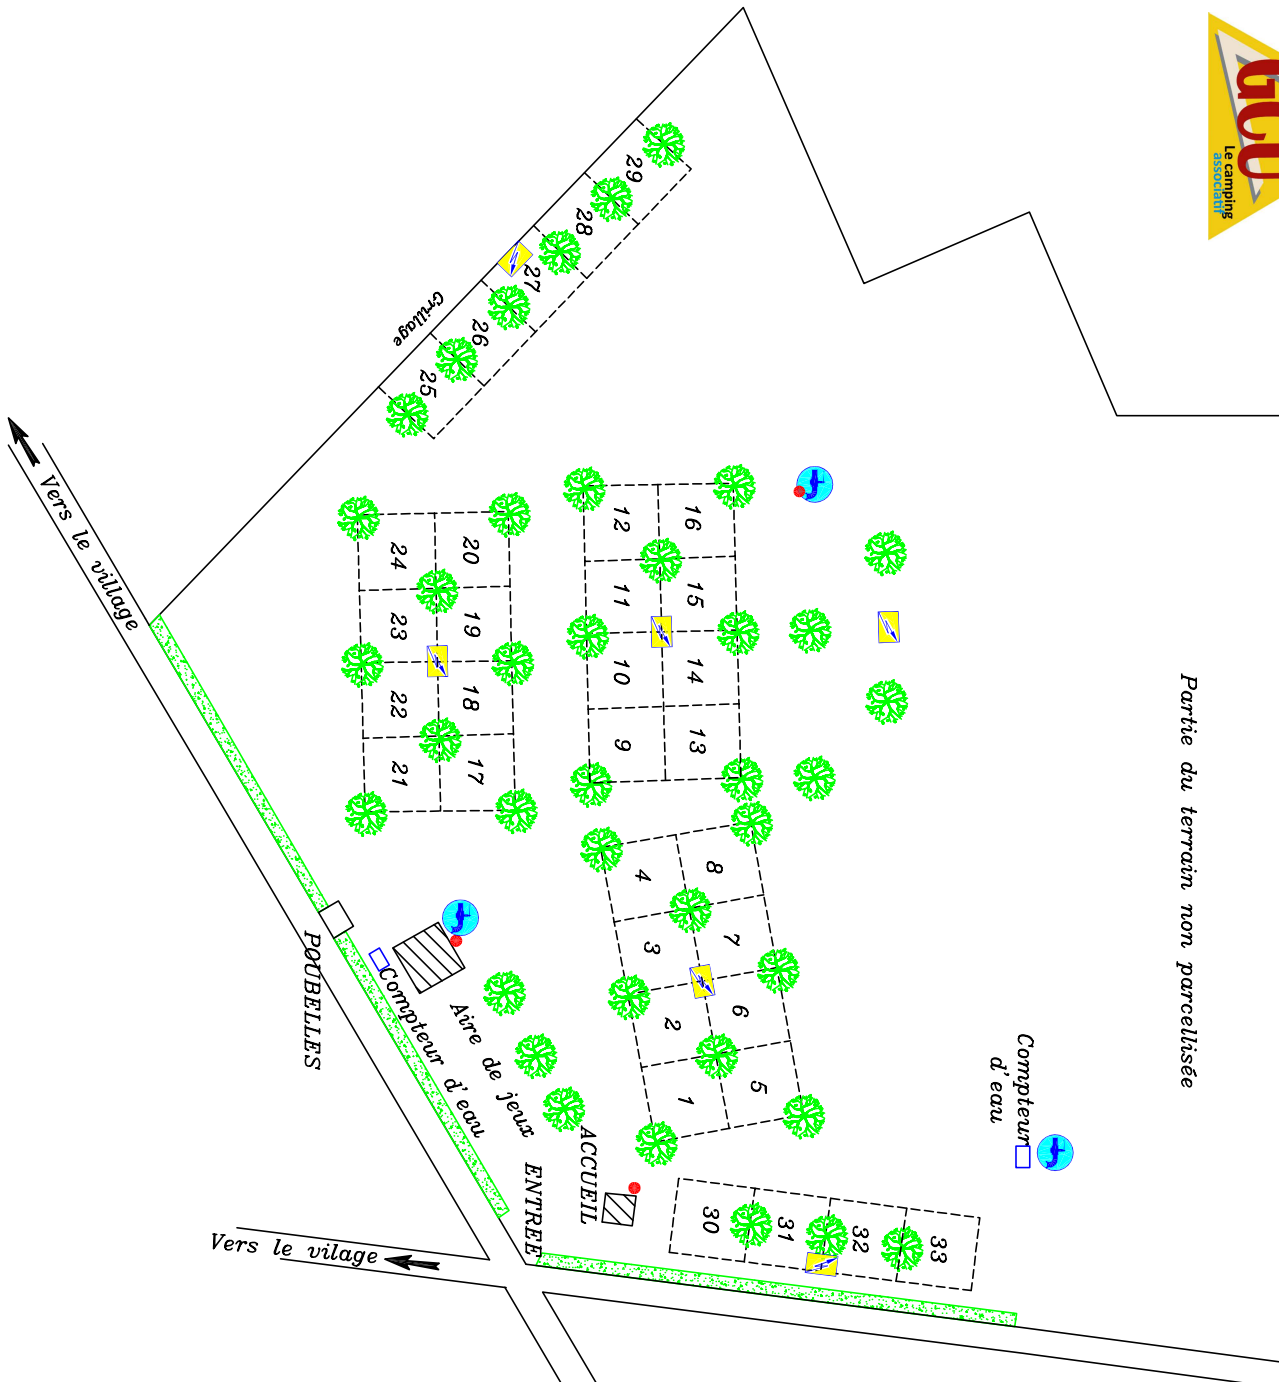 GCU
Le camping
associatif
29
28
27
26
25
Grillage
Vers le village
12
16
11
15
10
14
9
13
24
20
23
19
22
18
21
17
4
8
3
7
2
6
1
5
Partie du terrain non parcellisée
POUBELLES
Compteur d'eau
Aire de jeux
ACCUEIL
ENTREE
Compteur
d'eau
30
31
32
33
Vers le vilage